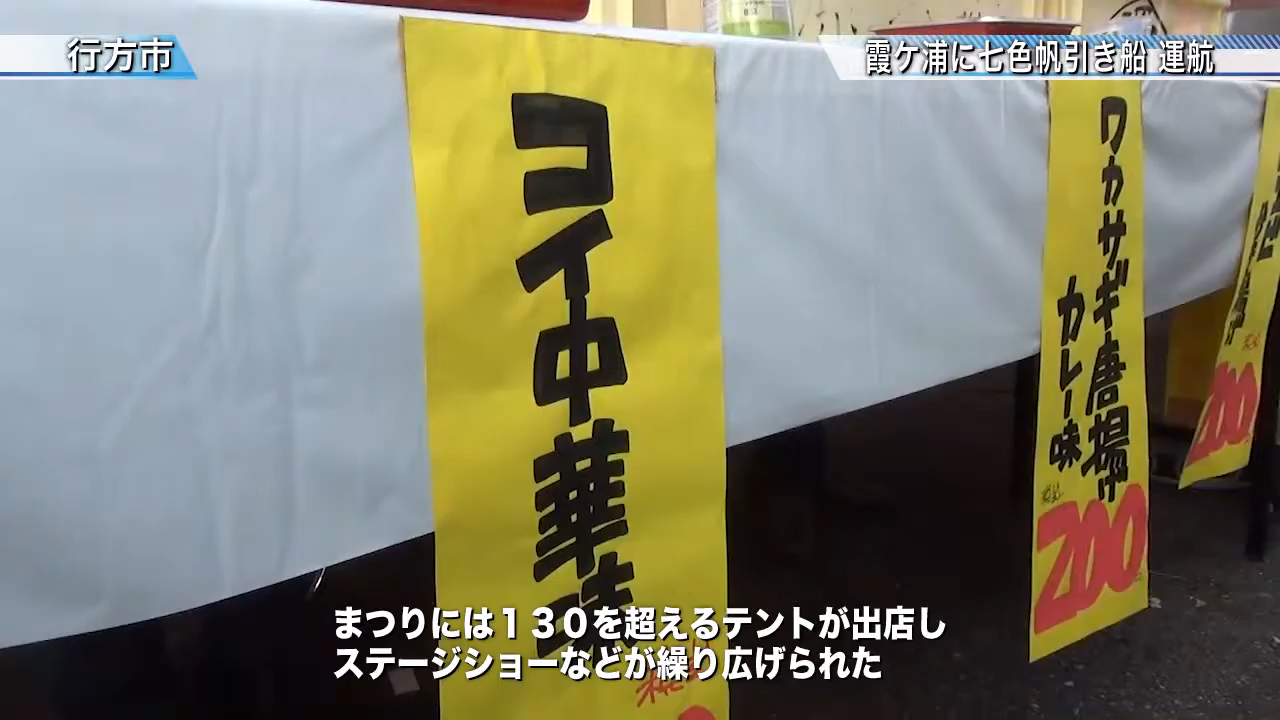 行方市
霞ケ浦に七色帆引き船 運航
コイ中華味
ワカサギ唐揚げ
カレー味
税込
200
200
まつりには１３０を超えるテントが出店し
ステージショーなどが繰り広げられた